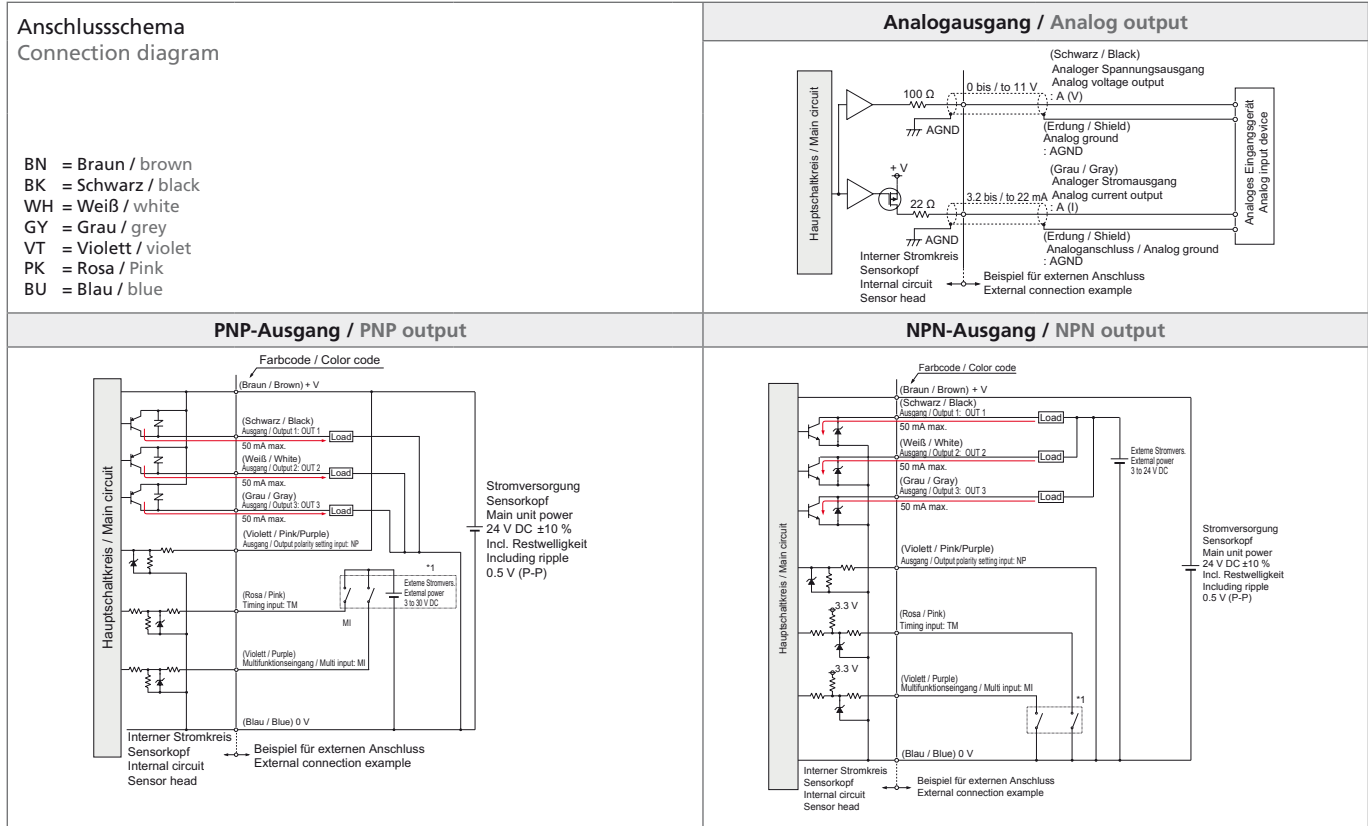 Anschlussschema
Connection diagram
BN = Braun / brown
BK = Schwarz / black
WH = Weiß / white
GY = Grau / grey
VT = Violett / violet
PK = Rosa / Pink
BU = Blau / blue
Analogausgang / Analog output
Hauptschaltkreis / Main circuit
(Schwarz / Black)
Analoger Spannungsausgang
Analog voltage output
: A (V)
0 bis / to 11 V
100 Ω
AGND
(Erdung / Shield)
Analog ground
: AGND
+ V
(Grau / Gray)
Analoger Stromausgang
Analog current output
: A (I)
3.2 bis / to 22 mA
22 Ω
AGND
(Erdung / Shield)
Analoganschluss / Analog ground
: AGND
Analoges Eingangsgerät
Analog input device
Interner Stromkreis
Sensorkopf
Internal circuit
Sensor head
Beispiel für externen Anschluss
External connection example
PNP-Ausgang / PNP output
Farbcode / Color code
Hauptschaltkreis / Main circuit
(Braun / Brown) + V
(Schwarz / Black)
Ausgang / Output 1: OUT 1
Load
50 mA max.
(Weiß / White)
Ausgang / Output 2: OUT 2
Load
50 mA max.
(Grau / Gray)
Ausgang / Output 3: OUT 3
Load
50 mA max.
(Violett / Pink/Purple)
Ausgang / Output polarity setting input: NP
*1
Externe Stromvers.
External power
3 to 30 V DC
(Rosa / Pink)
Timing input: TM
MI
(Violett / Purple)
Multifunktionseingang / Multi input: MI
(Blau / Blue) 0 V
Stromversorgung
Sensorkopf
Main unit power
24 V DC ±10 %
Incl. Restwelligkeit
Including ripple
0.5 V (P-P)
Interner Stromkreis
Sensorkopf
Internal circuit
Sensor head
Beispiel für externen Anschluss
External connection example
NPN-Ausgang / NPN output
Farbcode / Color code
Hauptschaltkreis / Main circuit
(Braun / Brown) + V
(Schwarz / Black)
Ausgang / Output 1: OUT 1
Load
50 mA max.
(Weiß / White)
Ausgang / Output 2: OUT 2
Load
50 mA max.
(Grau / Gray)
Ausgang / Output 3: OUT 3
Load
50 mA max.
Externe Stromvers.
External power
3 to 24 V DC
(Violett / Pink/Purple)
Ausgang / Output polarity setting input: NP
3.3 V
(Rosa / Pink)
Timing input: TM
3.3 V
(Violett / Purple)
Multifunktionseingang / Multi input: MI
*1
(Blau / Blue) 0 V
Stromversorgung
Sensorkopf
Main unit power
24 V DC ±10 %
Incl. Restwelligkeit
Including ripple
0.5 V (P-P)
Interner Stromkreis
Sensorkopf
Internal circuit
Sensor head
Beispiel für externen Anschluss
External connection example